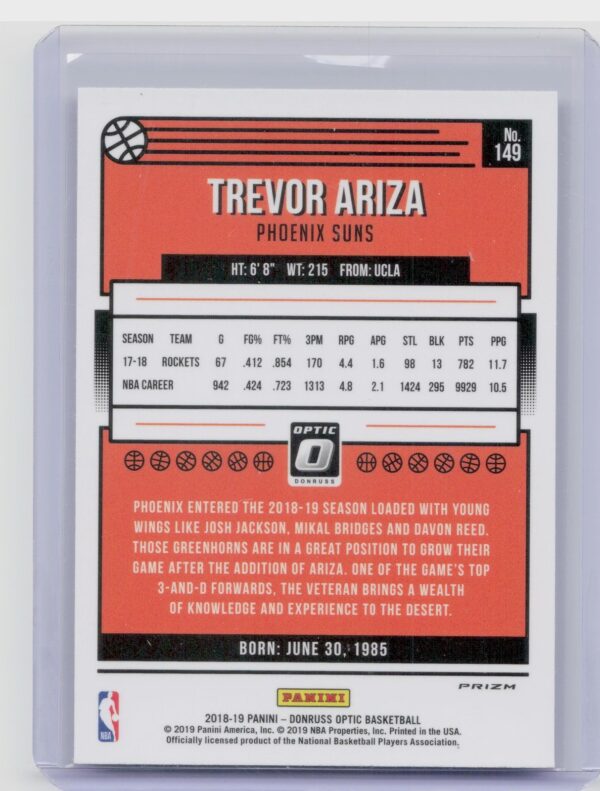 No.
149
TREVOR ARIZA
PHOENIX SUNS
HT: 6' 8" WT: 215 FROM: UCLA
SEASON TEAM G FG% FT% 3PM RPG APG STL BLK PTS PPG
17-18 ROCKETS 67 .412 .854 170 4.4 1.6 98 13 782 11.7
NBA CAREER 942 .424 .723 1313 4.8 2.1 1424 295 9929 10.5
OPTIC
O
DONRUSS
PHOENIX ENTERED THE 2018-19 SEASON LOADED WITH YOUNG
WINGS LIKE JOSH JACKSON, MIKAL BRIDGES AND DAVON REED.
THOSE GREENHORNS ARE IN A GREAT POSITION TO GROW THEIR
GAME AFTER THE ADDITION OF ARIZA. ONE OF THE GAME'S TOP
3-AND-D FORWARDS, THE VETERAN BRINGS A WEALTH
OF KNOWLEDGE AND EXPERIENCE TO THE DESERT.
BORN: JUNE 30, 1985
PRIZM
PANINI
NBA
2018-19 PANINI – DONRUSS OPTIC BASKETBALL
© 2019 Panini America, Inc. © 2019 NBA Properties, Inc. Printed in the USA.
Officially licensed product of the National Basketball Players Association.